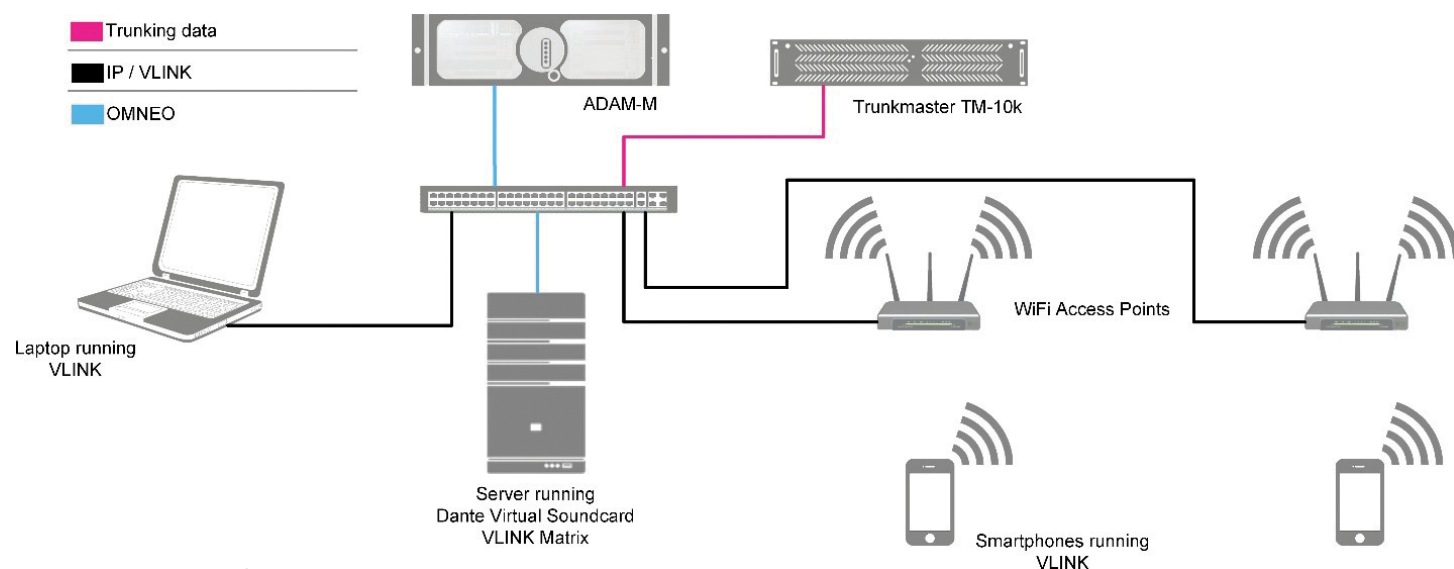 Trunking data
IP / VLINK
OMNEO
ADAM-M
Trunkmaster TM-10k
Laptop running
VLINK
WiFi Access Points
Server running
Dante Virtual Soundcard
VLINK Matrix
Smartphones running
VLINK